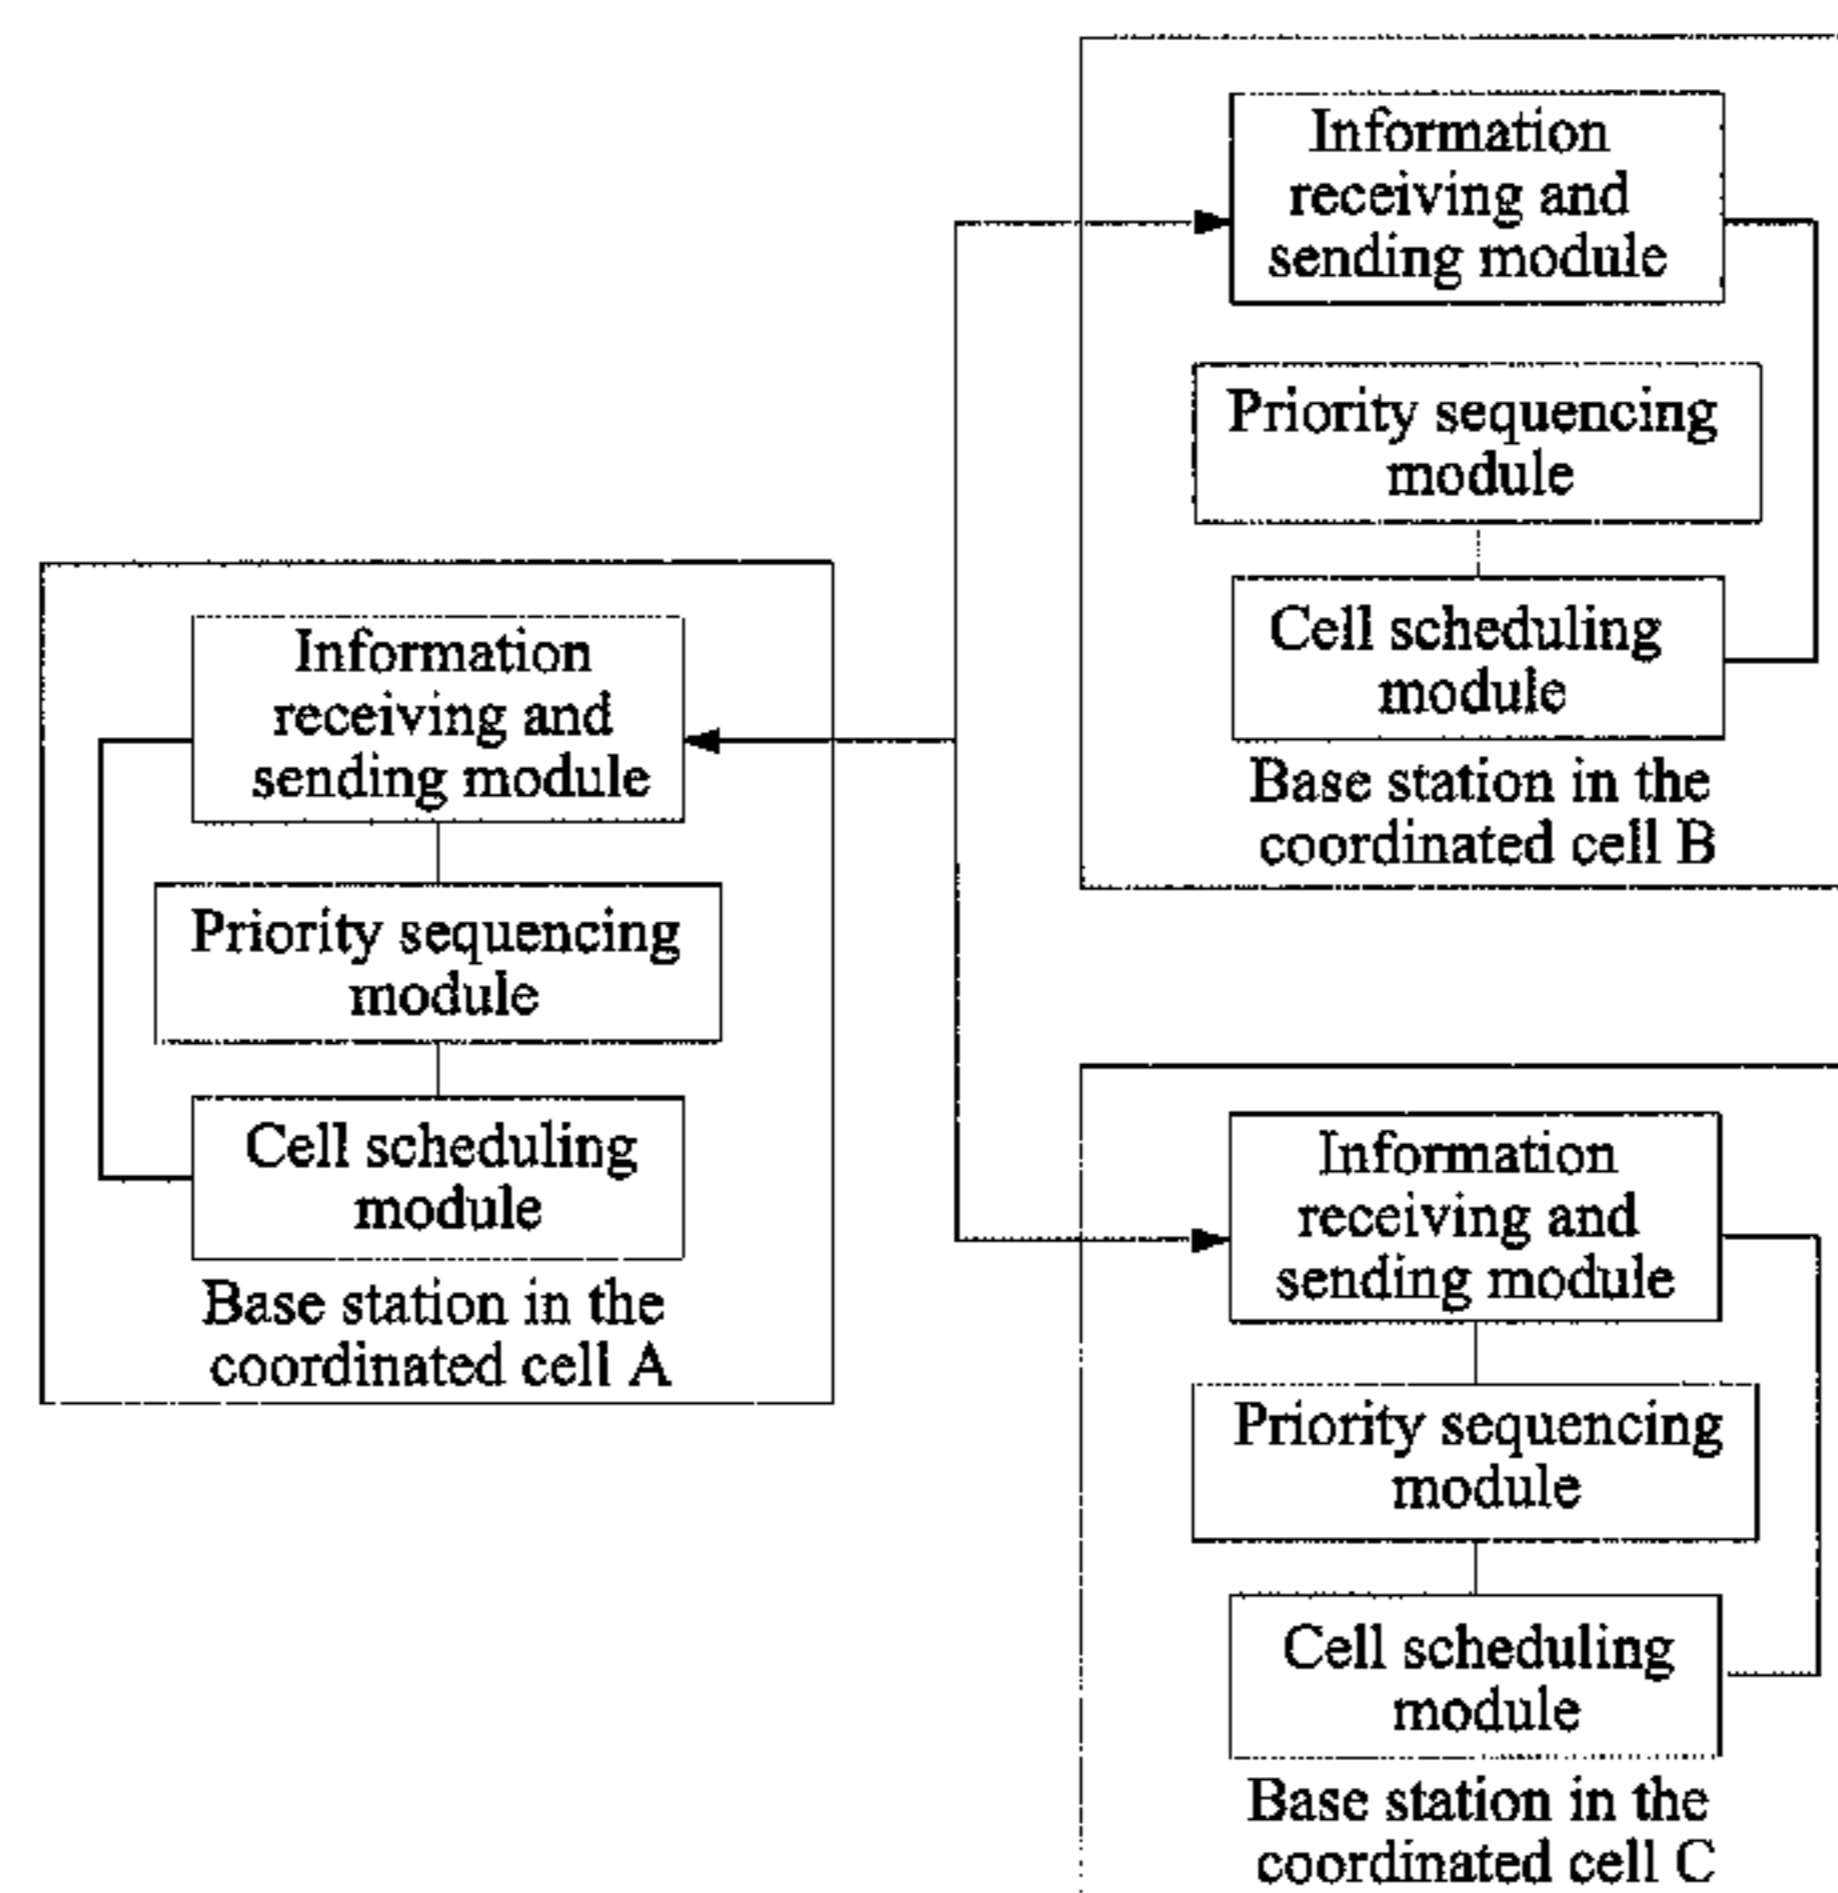 Information
receiving and
sending module
Priority sequencing
module
Cell scheduling
module
Base station in the
coordinated cell B
Information
receiving and
sending module
Priority sequencing
module
Cell scheduling
module
Base station in the
coordinated cell A
Information
receiving and
sending module
Priority sequencing
module
Cell scheduling
module
Base station in the
coordinated cell C